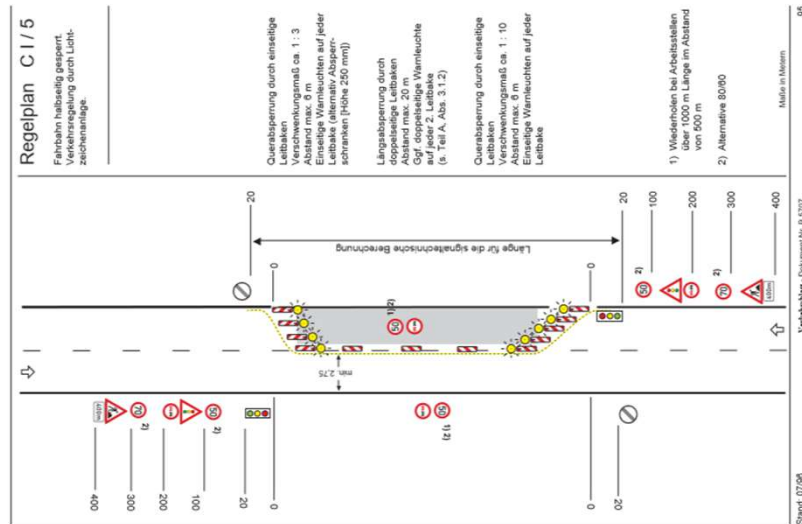 Regelplan C I / 5
Fahrbahn halbseitig gesperrt.
Verkehrsregelung durch Licht-
zeichenanlage.
Querabsperrung durch einseitige
Leitbaken
Verschwenkungsmaß ca. 1 : 3
Abstand max. 6 m
Einseitige Warnleuchten auf jeder
Leitbake (alternativ Absperr-
schranken [Höhe 250 mm])
Längsabsperrung durch
doppelseitige Leitbaken
Abstand max. 20 m
Ggf. doppelseitige Warnleuchte
auf jeder 2. Leitbake
(s. Teil A, Abs. 3.1.2)
Querabsperrung durch einseitige
Leitbaken
Verschwenkungsmaß ca. 1 : 10
Abstand max. 6 m
Einseitige Warnleuchten auf jeder
Leitbake
1) Wiederholen bei Arbeitsstellen
über 1000 m Länge im Abstand
von 500 m
2) Alternative 80/60
Maße in Metern
20
0
Länge für die signaltechnische Berechnung
0
20
100
200
300
400
50
2)
70
2)
400m
50
1) 2)
min. 2,75
400
300
200
100
20
0
0
20
70
2)
50
2)
50
1) 2)
Stand: 07/96